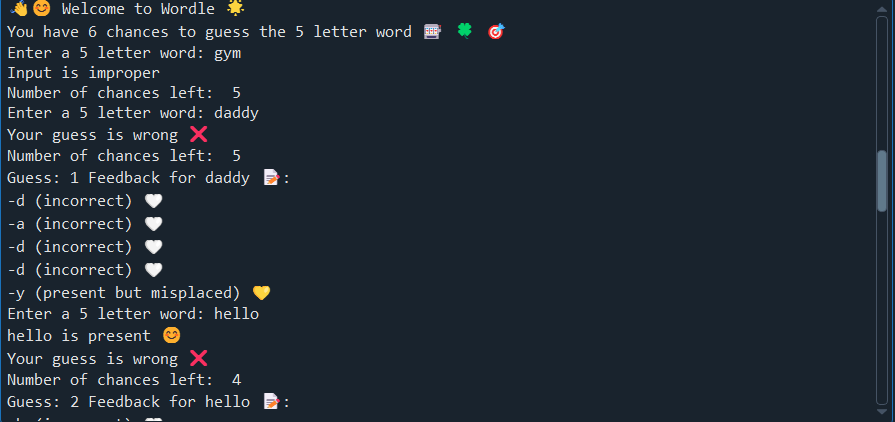 👋😊 Welcome to Wordle 🌟
You have 6 chances to guess the 5 letter word 🎰 🍀 🎯
Enter a 5 letter word: gym
Input is improper
Number of chances left:  5
Enter a 5 letter word: daddy
Your guess is wrong ❌
Number of chances left:  5
Guess: 1 Feedback for daddy 📝:
-d (incorrect) 🤍
-a (incorrect) 🤍
-d (incorrect) 🤍
-d (incorrect) 🤍
-y (present but misplaced) 💛
Enter a 5 letter word: hello
hello is present 😊
Your guess is wrong ❌
Number of chances left:  4
Guess: 2 Feedback for hello 📝: